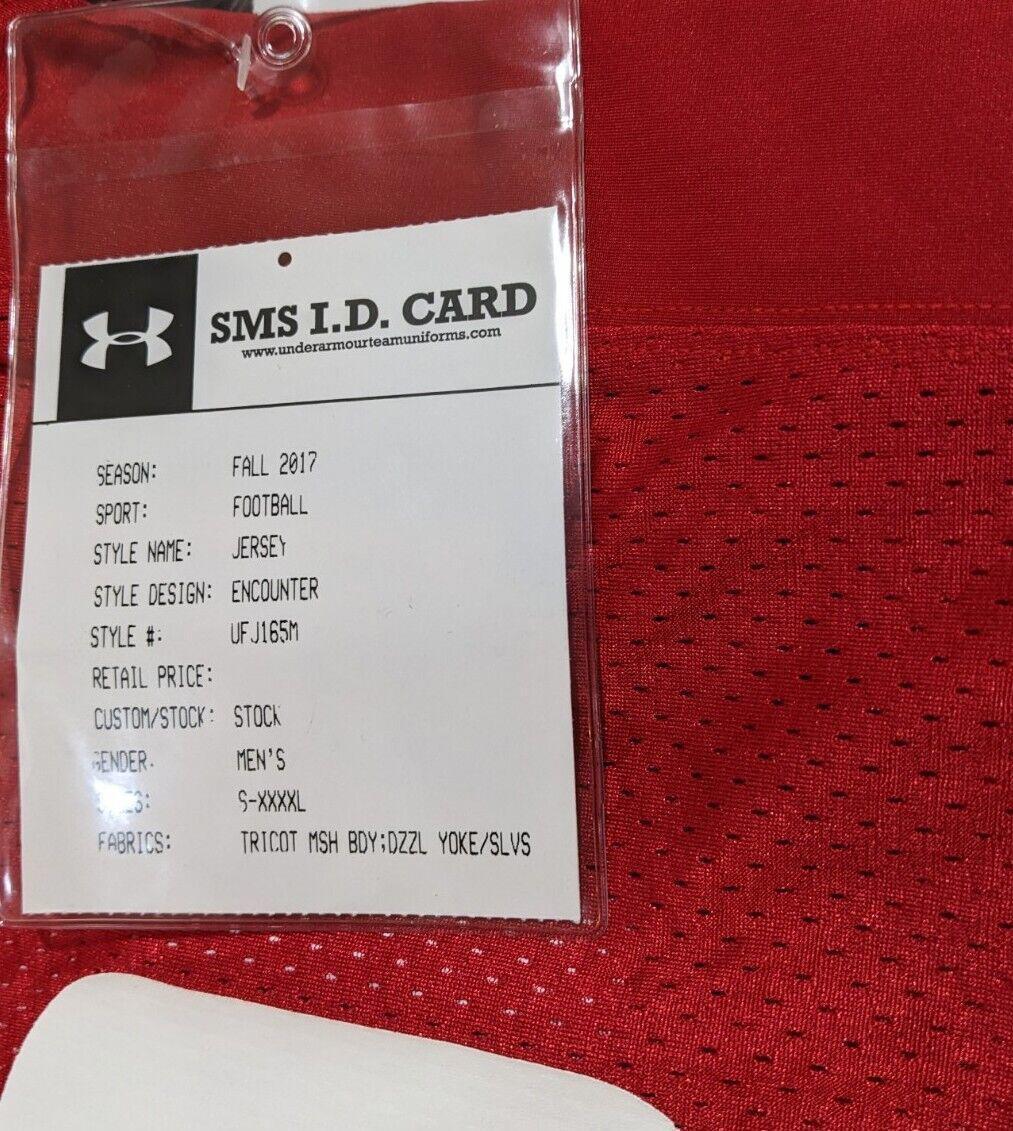 SMS I.D. CARD
www.underarmourteamuniforms.com
SEASON: FALL 2017
SPORT: FOOTBALL
STYLE NAME: JERSEY
STYLE DESIGN: ENCOUNTER
STYLE #: UFJ165M
RETAIL PRICE:
CUSTOM/STOCK: STOCK
GENDER. MEN'S
S-XXXXL
FABRICS: TRICOT MSH BDY;DZZL YOKE/SLVS